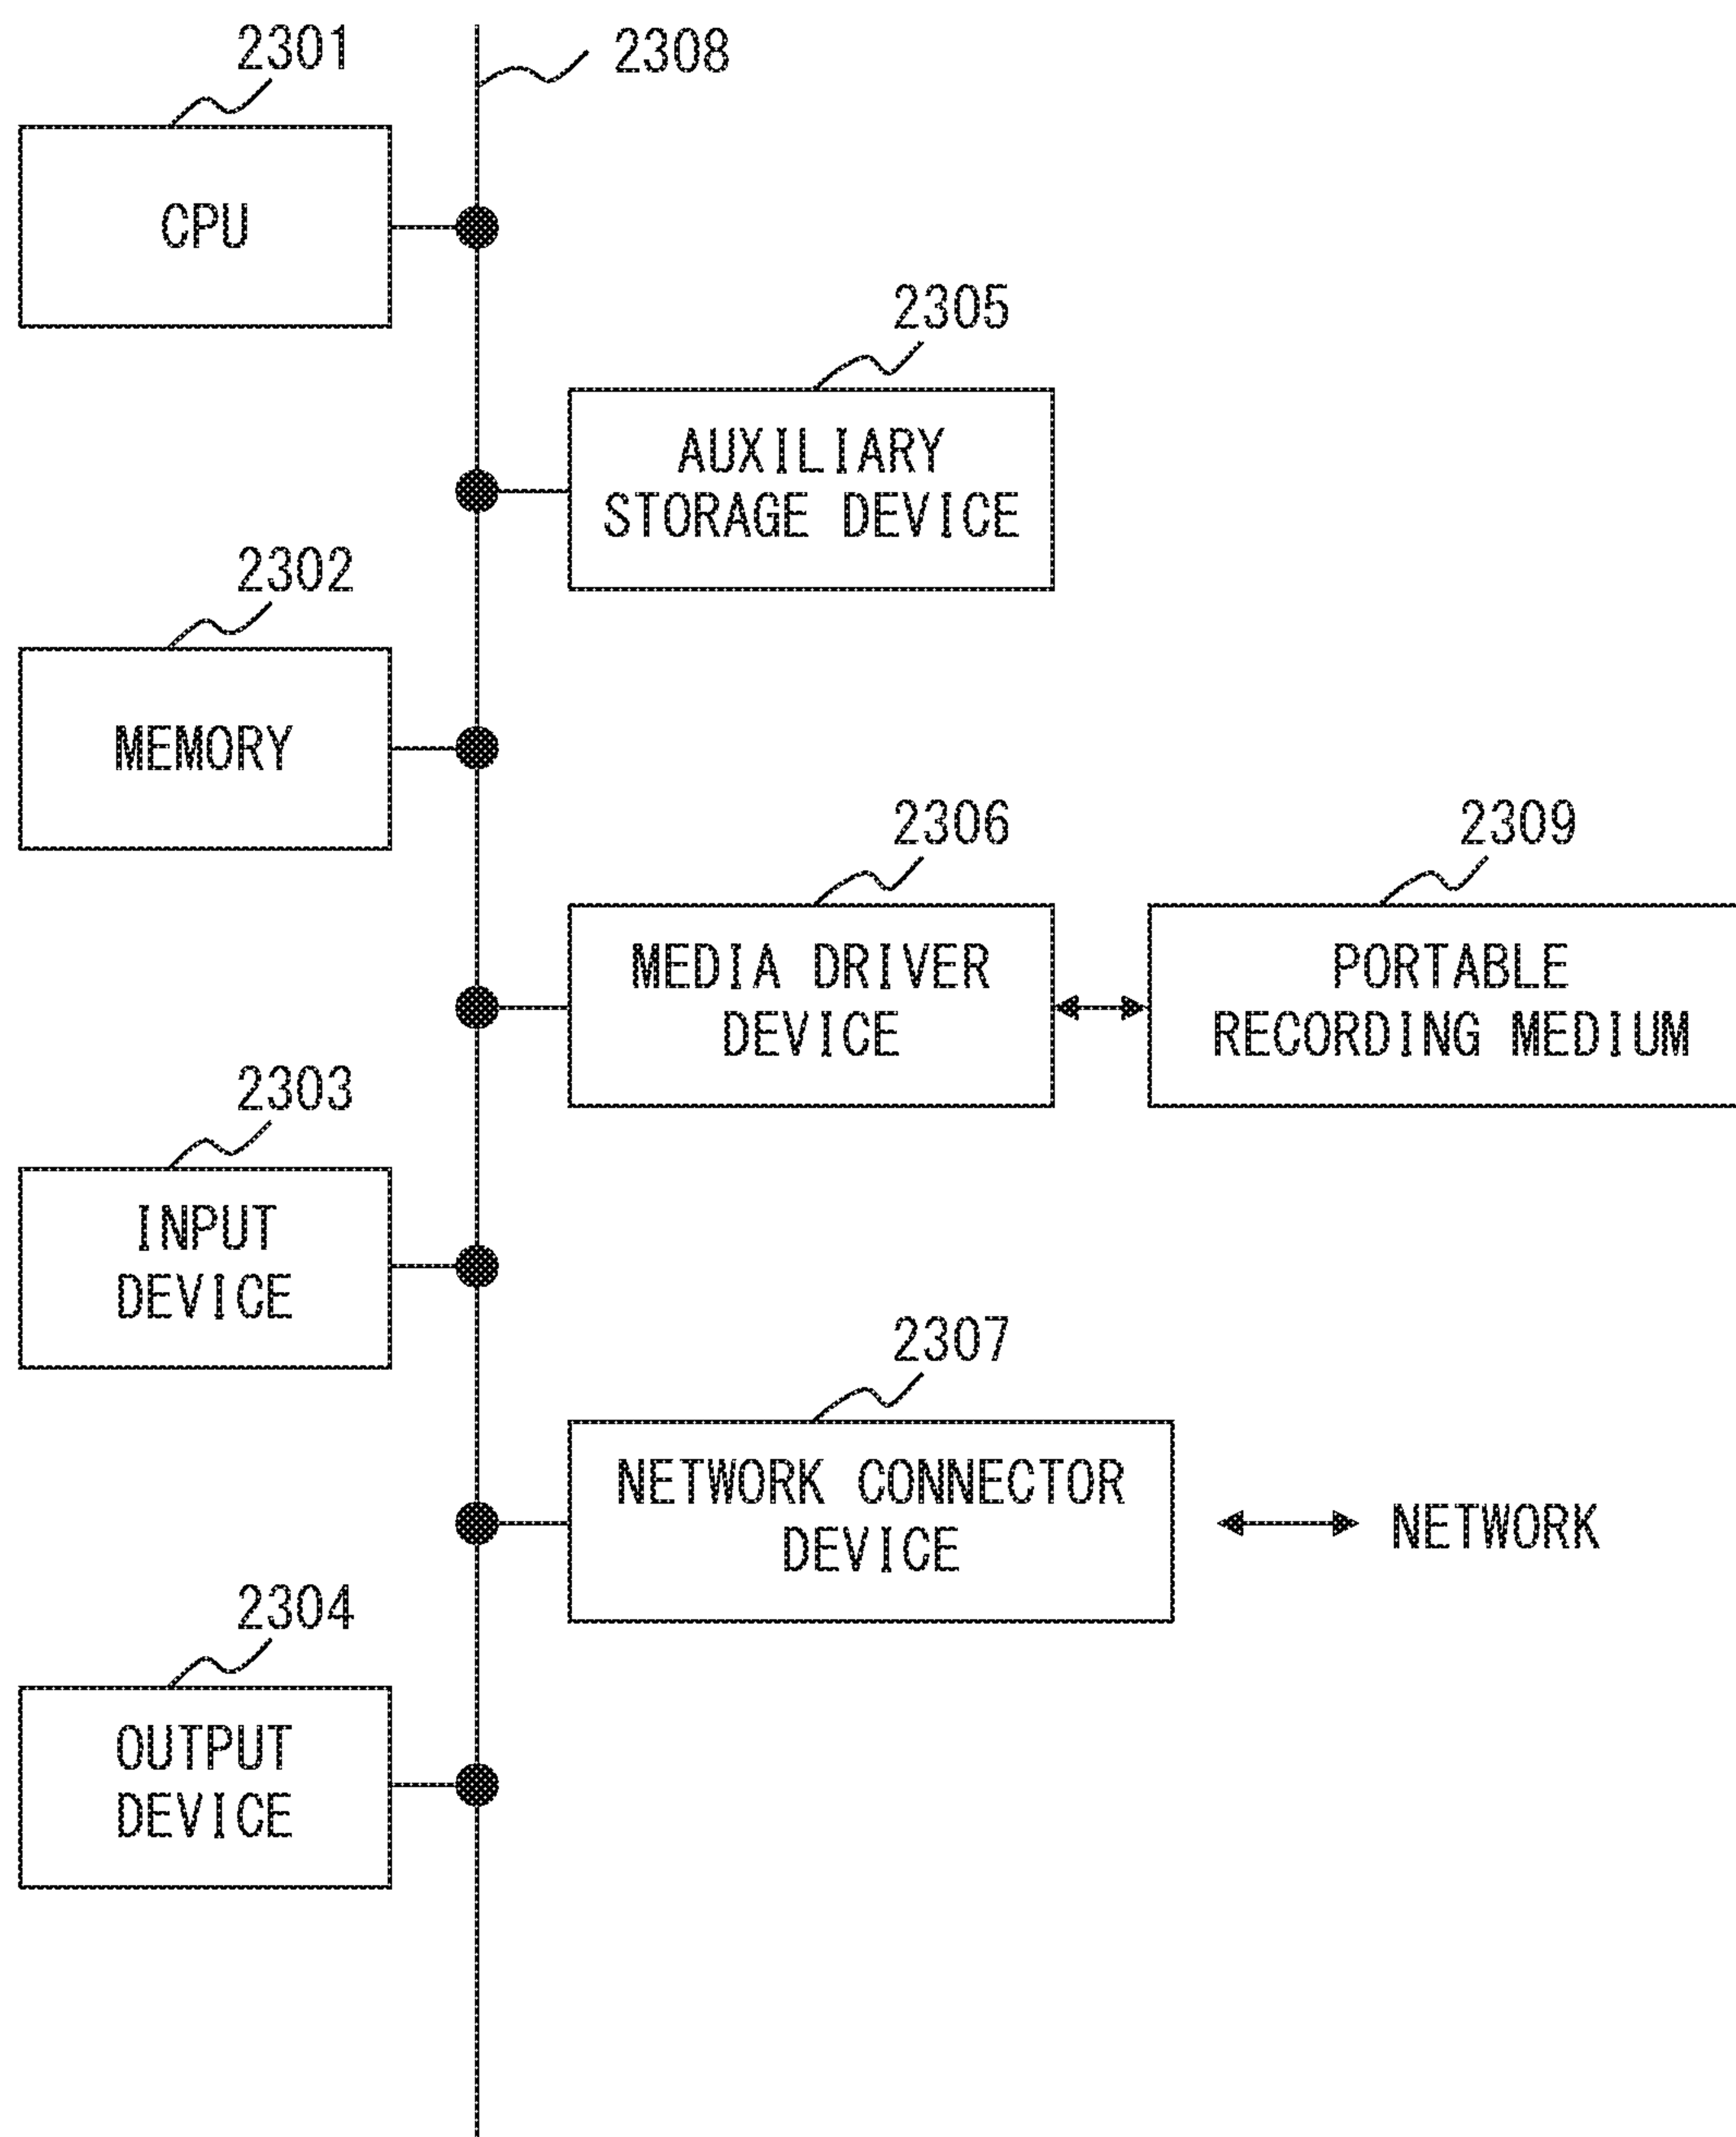 2301
2308
CPU
2305
AUXILIARY
STORAGE DEVICE
2302
MEMORY
2306
2309
MEDIA DRIVER
DEVICE
PORTABLE
RECORDING MEDIUM
2303
INPUT
DEVICE
2307
NETWORK CONNECTOR
DEVICE
NETWORK
2304
OUTPUT
DEVICE